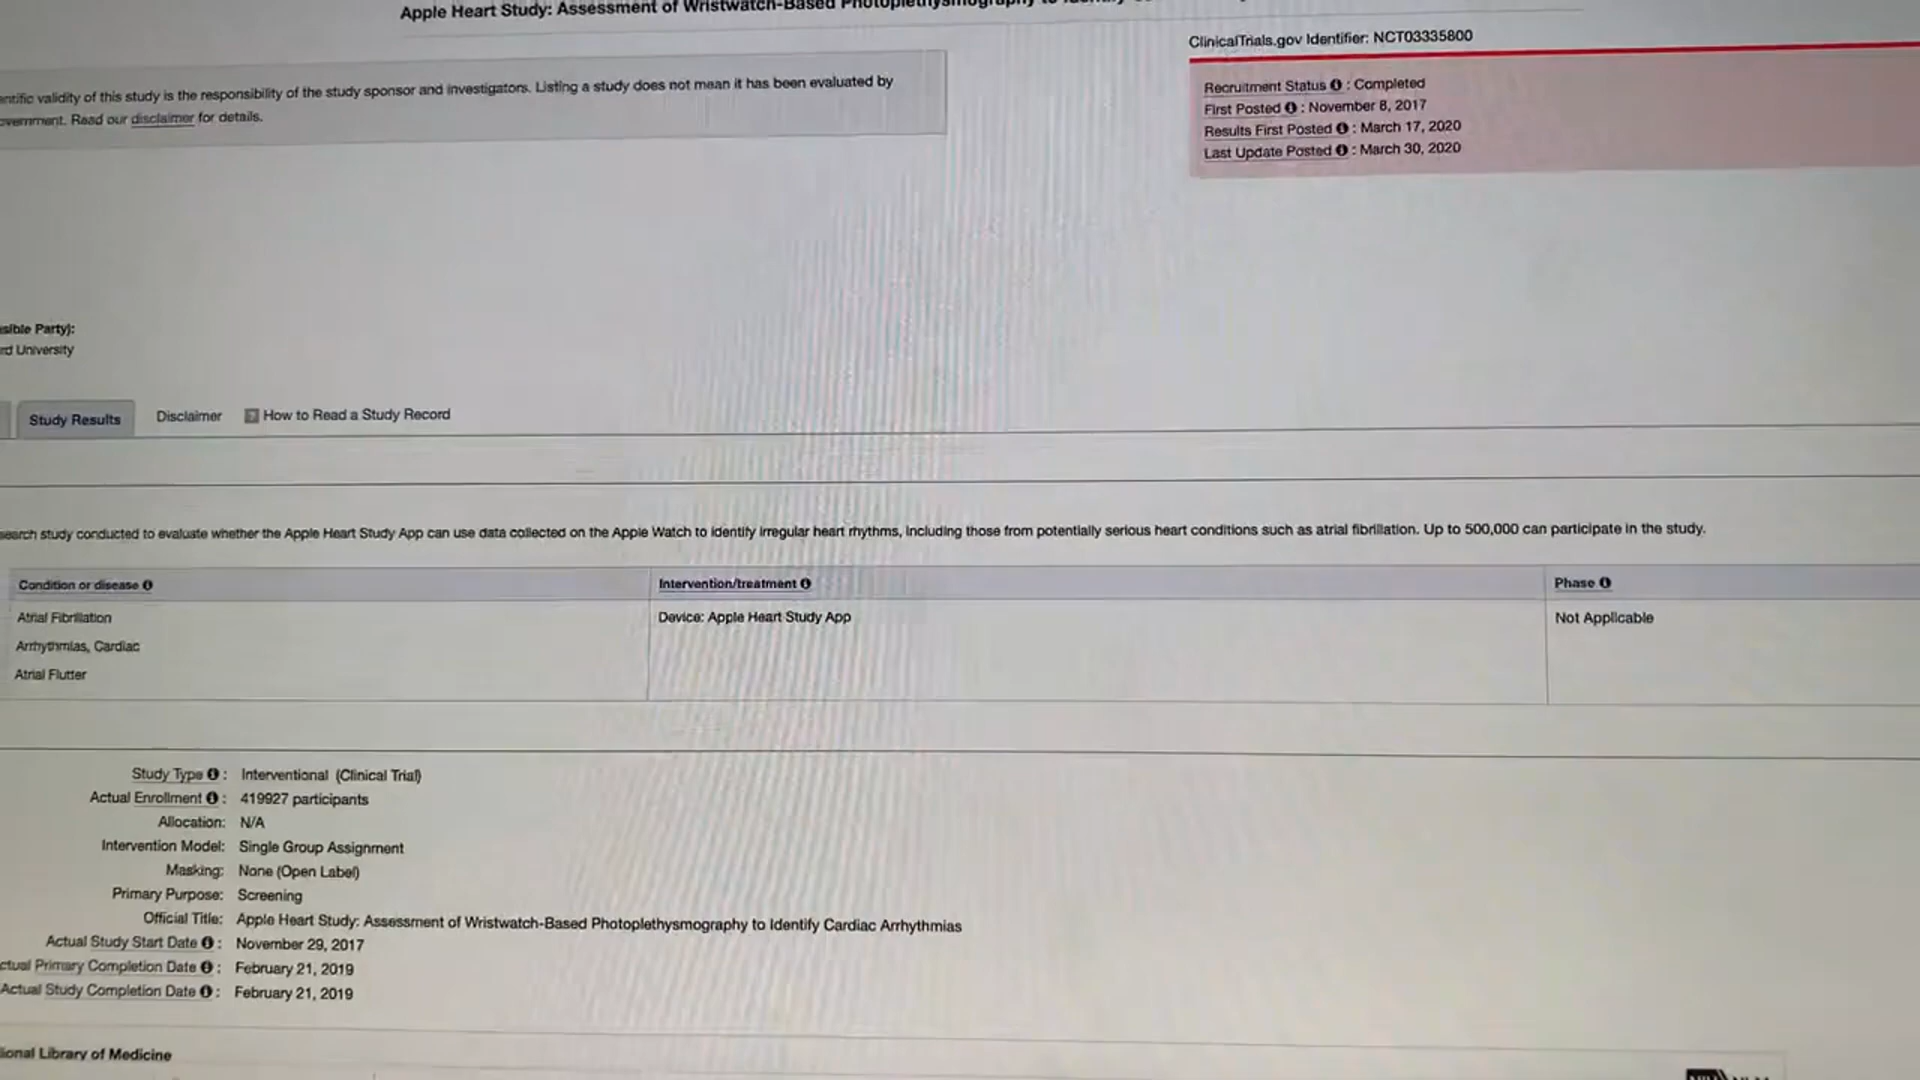 Apple Heart Study: Assessment of Wristwatch-Based Photoplethysmography to
ClinicalTrials.gov Identifier: NCT03335800
validity of this study is the responsibility of the study sponsor and investigators. Listing a study does not mean it has been evaluated by
Read our disclaimer for details.
Recruitment Status : Completed
First Posted : November 8, 2017
Results First Posted : March 17, 2020
Last Update Posted : March 30, 2020
Party):
University
Study Results
Disclaimer
? How to Read a Study Record
study conducted to evaluate whether the Apple Heart Study App can use data collected on the Apple Watch to identify irregular heart rhythms, including those from potentially serious heart conditions such as atrial fibrillation. Up to 500,000 can participate in the study.
Condition or disease
Intervention/treatment
Phase
Atrial Fibrillation
Device: Apple Heart Study App
Not Applicable
Arrhythmias, Cardiac
Atrial Flutter
Study Type : Interventional (Clinical Trial)
Actual Enrollment : 419927 participants
Allocation: N/A
Intervention Model: Single Group Assignment
Masking: None (Open Label)
Primary Purpose: Screening
Official Title: Apple Heart Study: Assessment of Wristwatch-Based Photoplethysmography to Identify Cardiac Arrhythmias
Actual Study Start Date : November 29, 2017
Primary Completion Date : February 21, 2019
Actual Study Completion Date : February 21, 2019
Library of Medicine